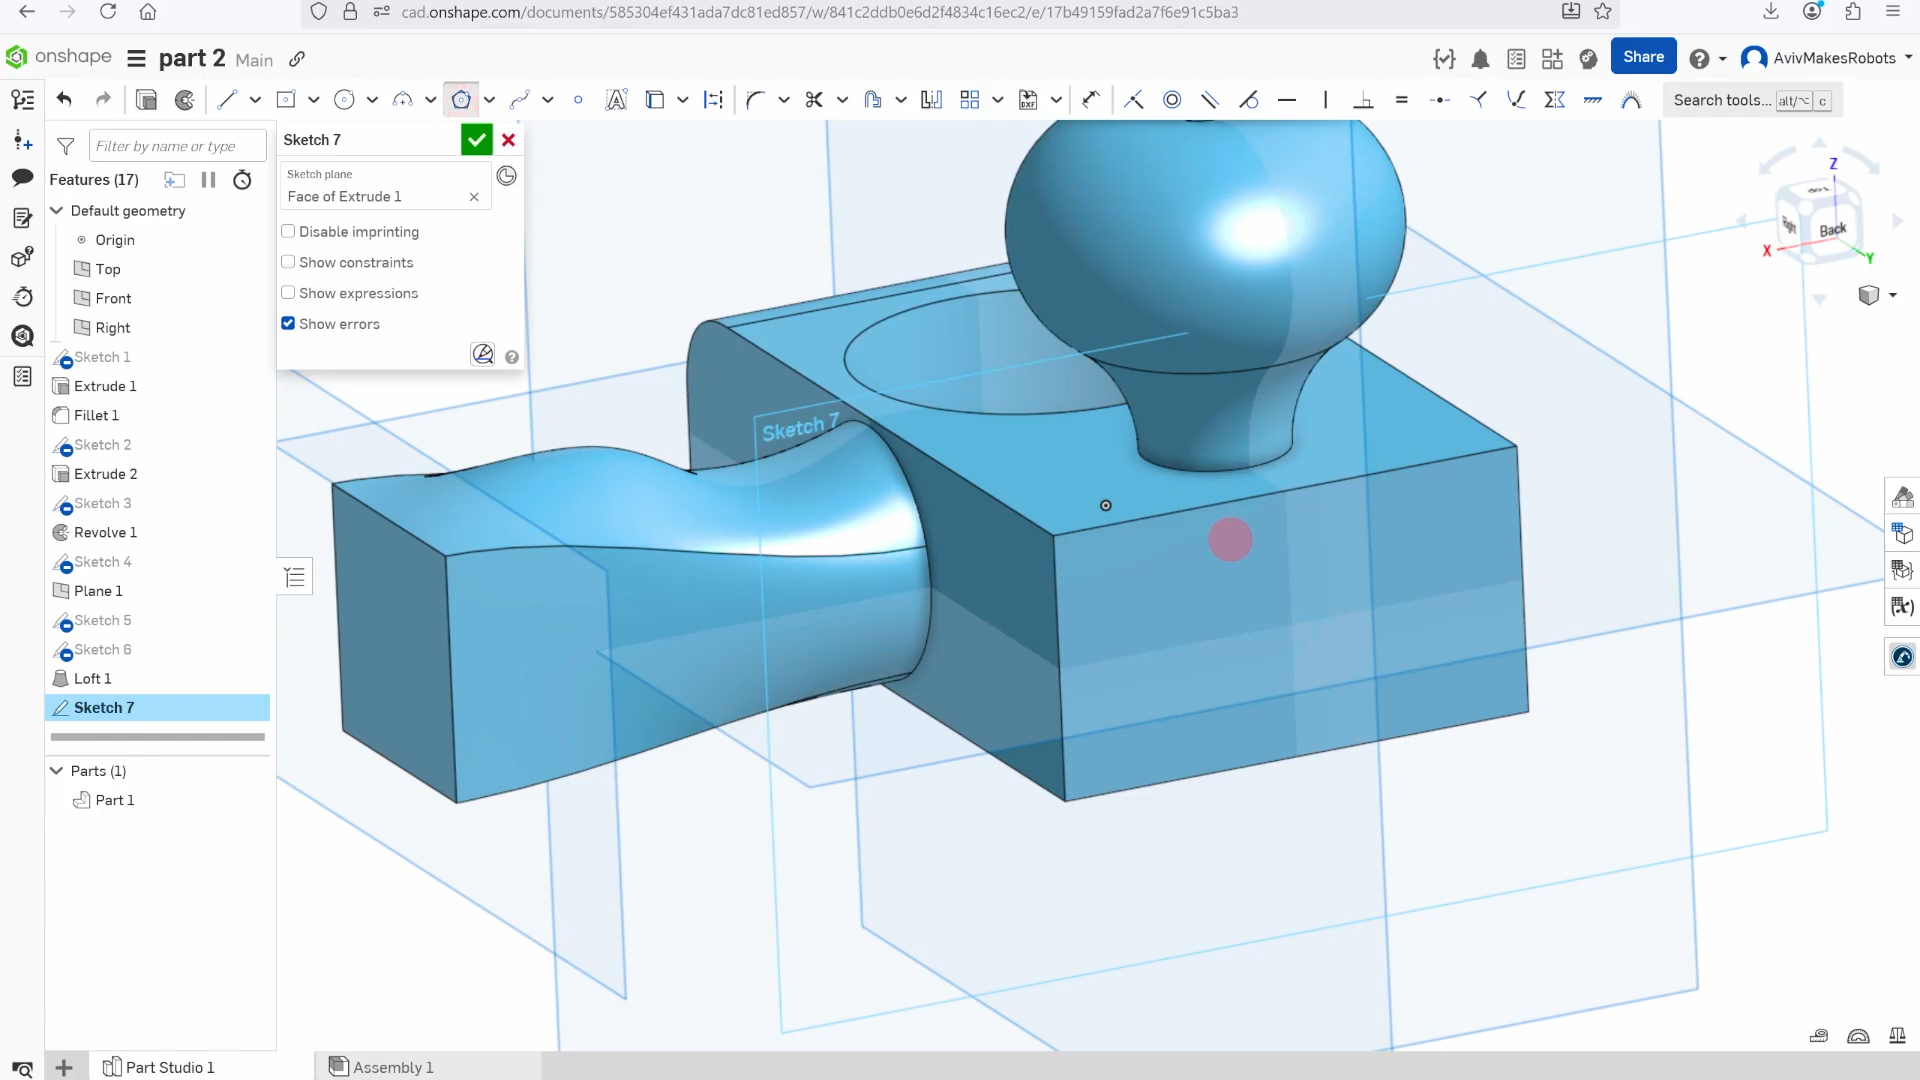 cad.onshape.com/documents/585304ef431ada7dc81ed857/w/841c2ddb0e6d2f4834c16ec2/e/17b49159fad2a7f6e91c5ba3
onshape part 2 Main Share AvivMakesRobots
Search tools... alt/⌥ c
Filter by name or type
Features (17)
Default geometry
Origin
Top
Front
Right
Sketch 1
Extrude 1
Fillet 1
Sketch 2
Extrude 2
Sketch 3
Revolve 1
Sketch 4
Plane 1
Sketch 5
Sketch 6
Loft 1
Sketch 7
Parts (1)
Part 1
Sketch 7
Sketch plane
Face of Extrude 1
Disable imprinting
Show constraints
Show expressions
Show errors
Sketch 7
Z
Top
Right
Back
X
Y
Part Studio 1
Assembly 1